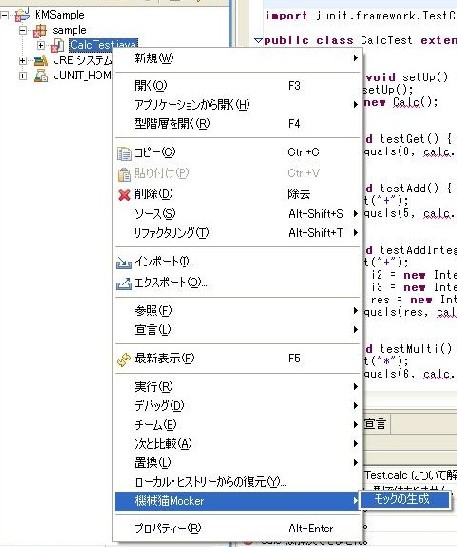 KMSample
sample
CalcTest.java
JRE システム
JUNIT_HOM
import junit.framework.TestC
public class CalcTest exten
void setUp()
setUp();
new Calc();
d testGet() {
quals(0, calc.
d testAdd() {
t("+");
quals(5, calc.
d testAddInteg
t("+");
i2 = new Inte
i3 = new Inte
res = new Int
quals(res, cal
d testMulti()
t("*");
quals(6, calc.
新規(W)
開く(O) F3
アプリケーションから開く(H)
型階層を開く(R) F4
コピー(C) Ctrl+C
貼り付け(P) Ctrl+V
削除(D) 除去
ソース(S) Alt-Shift+S
リファクタリング(T) Alt-Shift+T
インポート(I)
エクスポート(O)...
参照(F)
宣言(L)
最新表示(F) F5
実行(R)
デバッグ(D)
チーム(E)
次と比較(A)
置換(L)
ローカル・ヒストリーからの復元(Y)...
機械猫Mocker
プロパティー(R) Alt-Enter
モックの生成
宣言
Test.calc について解